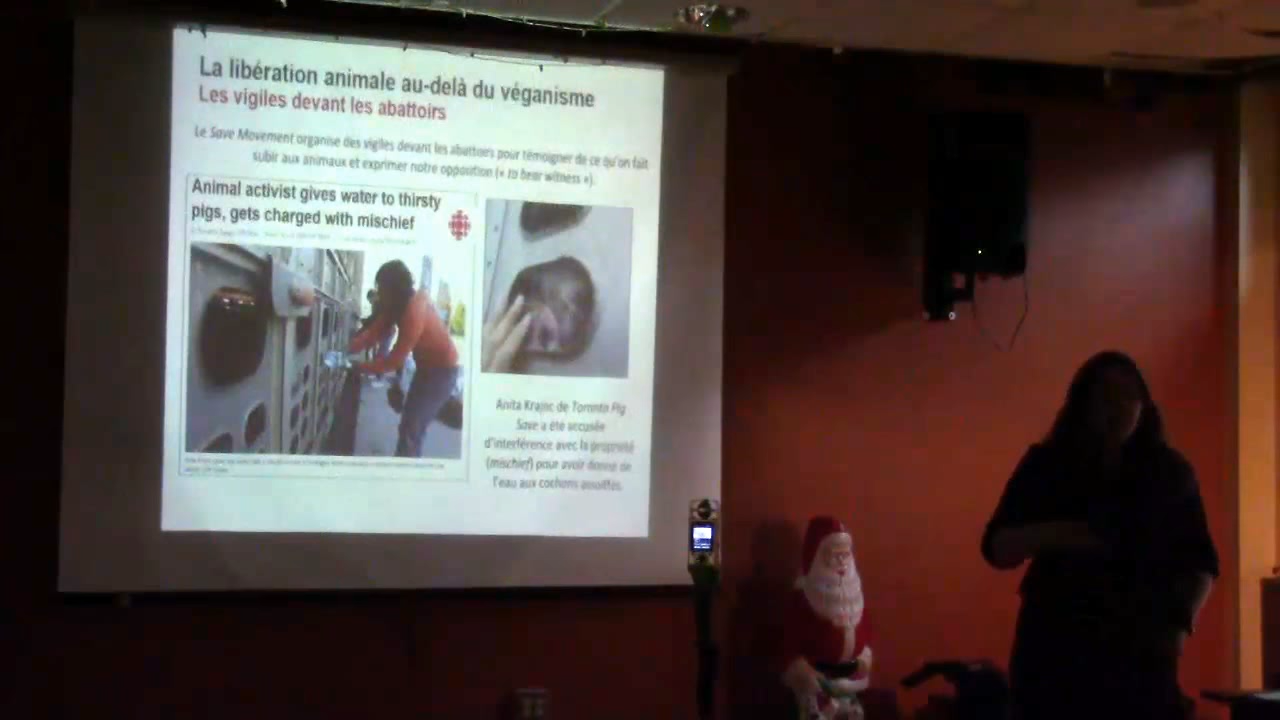 La libération animale au-delà du véganisme
Les vigiles devant les abattoirs
Le Save Movement organise des vigiles devant les abattoirs pour témoigner de ce qu'on fait
subir aux animaux et exprimer notre opposition (« to bear witness »).
Animal activist gives water to thirsty
pigs, gets charged with mischief
Anita Krajnc de Toronto Pig
Save a été accusée
d'interférence avec la propriété
(mischief) pour avoir donné de
l'eau aux cochons assoiffés.